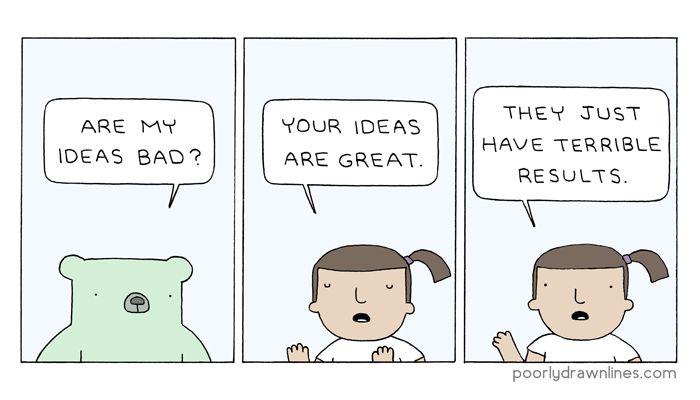 ARE MY
IDEAS BAD?
YOUR IDEAS
ARE GREAT.
THEY JUST
HAVE TERRIBLE
RESULTS.
poorlydrawnlines.com